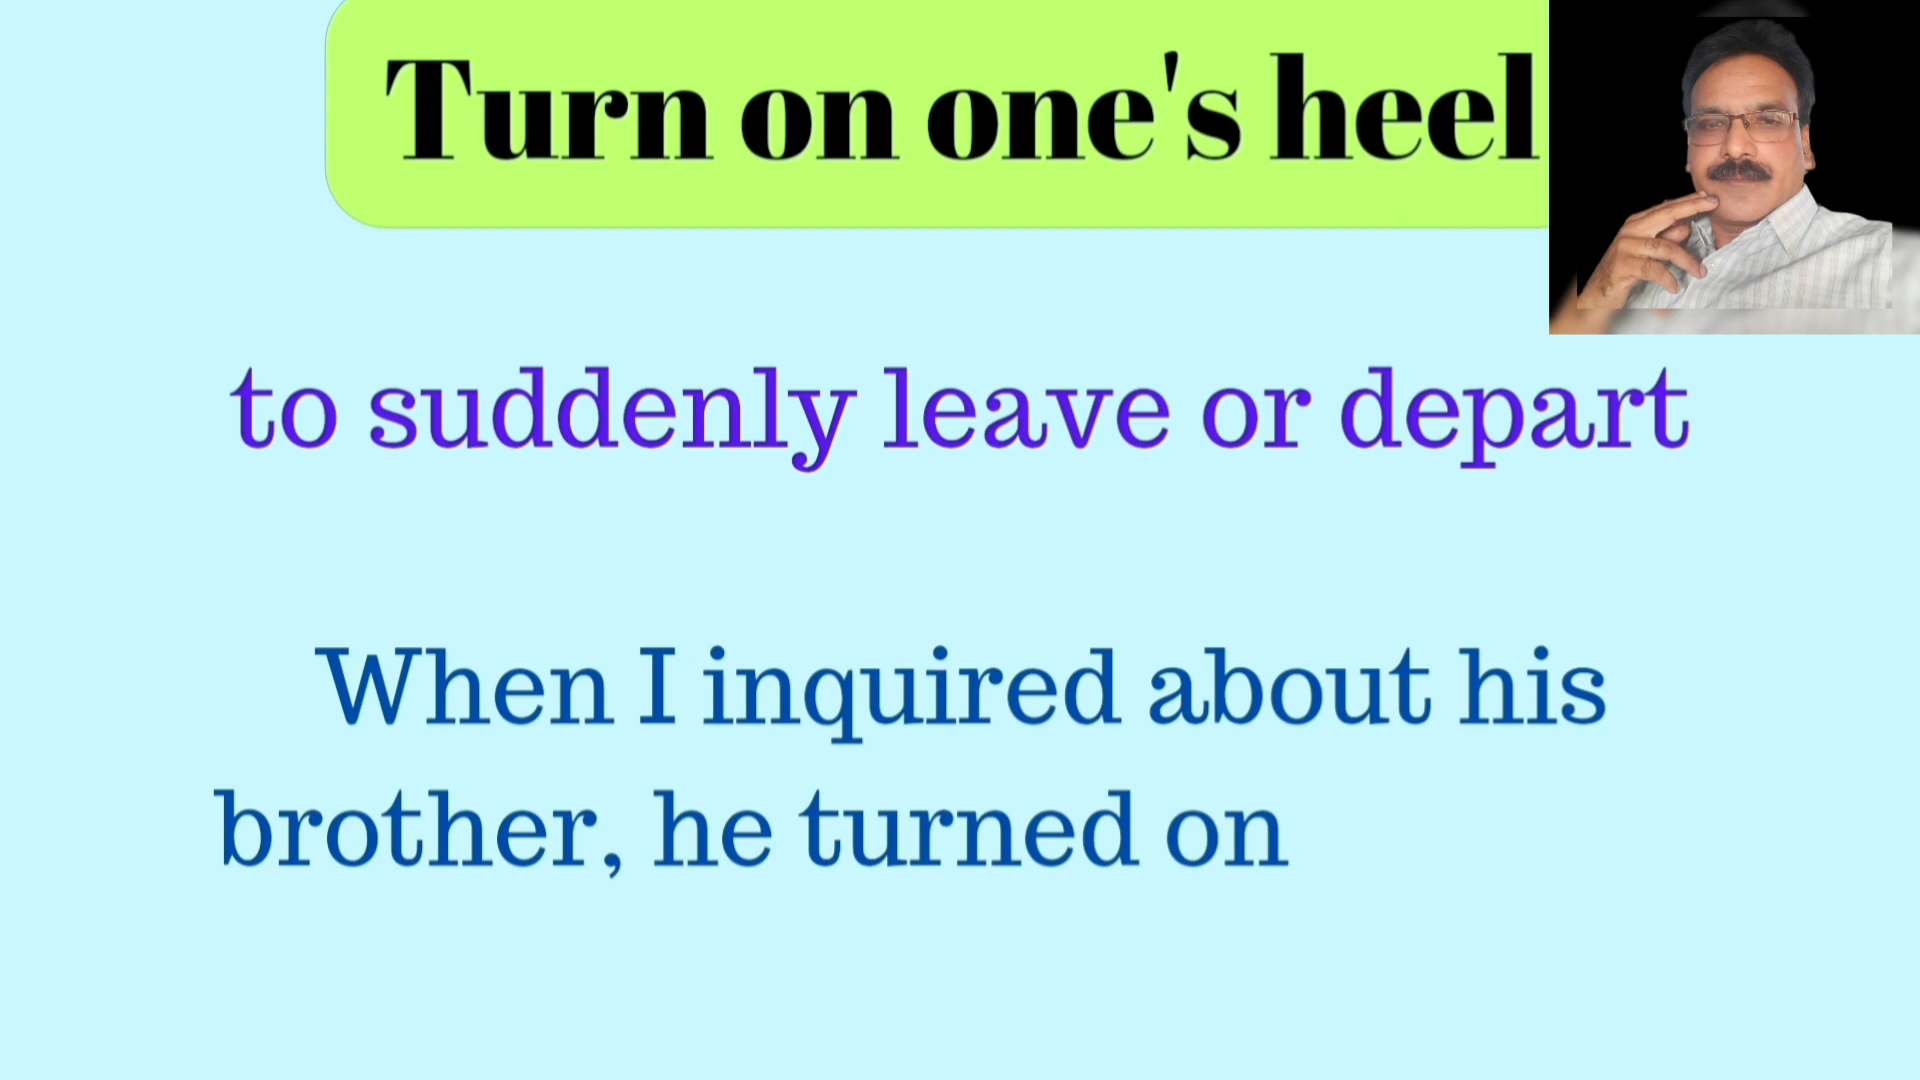 Turn on one's heel
to suddenly leave or depart
When I inquired about his
brother, he turned on